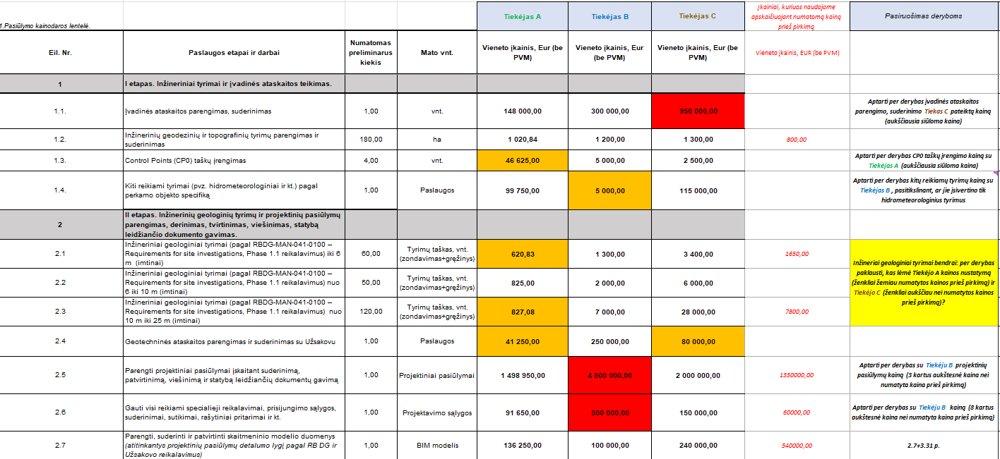 Tiekėjas A
Tiekėjas B
Tiekėjas C
Įkainiai, kuriuos naudojome
apskaičiuojant numatomą kainą
prieš pirkimą
Pasiruošimas deryboms
1.Pasiūlymo kainodaros lentelė.
Eil. Nr.
Paslaugos etapai ir darbai
Numatomas
preliminarus
kiekis
Mato vnt.
Vieneto įkainis, Eur (be
PVM)
Vieneto įkainis, Eur
(be PVM)
Vieneto įkainis, Eur (be
PVM)
Vieneto įkainis, EUR (be PVM)
1
I etapas. Inžineriniai tyrimai ir įvadinės ataskaitos teikimas.
1.1.
Įvadinės ataskaitos parengimas, suderinimas
1,00
vnt.
148 000,00
300 000,00
950 000,00
Aptarti per derybas įvadinės ataskaitos
parengimo, suderinimo Tiekas C pateiktą kainą
(aukščiausia siūloma kaina)
1.2.
Inžinerinių geodezinių ir topografinių tyrimų parengimas ir
suderinimas
180,00
ha
1 020,84
1 200,00
1 300,00
800,00
1.3.
Control Points (CP0) taškų įrengimas
4,00
vnt.
46 625,00
5 000,00
2 500,00
Aptarti per derybas CP0 taškų įrengimo kainą su
Tiekėjas A (aukščiausia siūloma kaina)
1.4.
Kiti reikiami tyrimai (pvz. hidrometeorologiniai ir kt.) pagal
perkamo objekto specifiką
1,00
Paslaugos
99 750,00
5 000,00
115 000,00
Aptarti per derybas kitų reikiamų tyrimų kainą su
Tiekėjas B , pasitikslinant, ar jie įsivertino tik
hidrometeorologinius tyrimus
2
II etapas. Inžinerinių geologinių tyrimų ir projektinių pasiūlymų
parengimas, derinimas, tvirtinimas, viešinimas, statybą
leidžiančio dokumento gavimas.
2.1
Inžineriniai geologiniai tyrimai (pagal RBDG-MAN-041-0100 –
Requirements for site investigations, Phase 1.1 reikalavimus) iki 6
m (imtinai)
60,00
Tyrimų taškas, vnt.
(zondavimas+gręžinys)
620,83
1 300,00
3 400,00
1650,00
Inžineriai geologiniai tyrimai bendrai: per derybas
paklausti, kas lėmė Tiekėjo A kainos nustatymą
(ženkliai žemiau numatytos kainos prieš pirkimą) ir
Tiekėjo C (ženkliai aukščiau nei numatytos kainos
prieš pirkimą)?
2.2
Inžineriniai geologiniai tyrimai (pagal RBDG-MAN-041-0100 –
Requirements for site investigations, Phase 1.1 reikalavimus) nuo
6 iki 10 m (imtinai)
50,00
Tyrimų taškas, vnt.
(zondavimas+gręžinys)
825,00
2 000,00
6 000,00
2.3
Inžineriniai geologiniai tyrimai (pagal RBDG-MAN-041-0100 –
Requirements for site investigations, Phase 1.1 reikalavimus) nuo
10 m iki 25 m (imtinai)
120,00
Tyrimų taškas, vnt.
(zondavimas+gręžinys)
827,08
7 000,00
28 000,00
7800,00
2.4
Geotechninės ataskaitos parengimas ir suderinimas su Užsakovu
1,00
Paslaugos
41 250,00
250 000,00
80 000,00
2.5
Parengti projektiniai pasiūlymai įskaitant suderinimą,
patvirtinimą, viešinimą ir statybą leidžiančių dokumentų gavimą
1,00
Projektiniai pasiūlymai
1 498 950,00
4 500 000,00
2 000 000,00
1350000,00
Aptarti per derybas su Tiekėju B projektinių
pasiūlymų kainą (3 kartus aukštesnė kaina nei
numatyta kaina prieš pirkimą)
2.6
Gauti visi reikiami specialieji reikalavimai, prisijungimo sąlygos,
suderinimai, sutikimai, rašytiniai pritarimai ir kt.
1,00
Projektavimo sąlygos
91 650,00
500 000,00
150 000,00
60000,00
Aptarti per derybas su Tiekėju B kainą (8 kartus
aukštesnė kaina nei numatyta kaina prieš pirkimą)
2.7
Parengti, suderinti ir patvirtinti skaitmeninio modelio duomenys
(atitinkantys projektinių pasiūlymų detalumo lygį pagal RB DG ir
Užsakovo reikalavimus)
1,00
BIM modelis
136 250,00
100 000,00
240 000,00
540000,00
2.7+3.31 p.